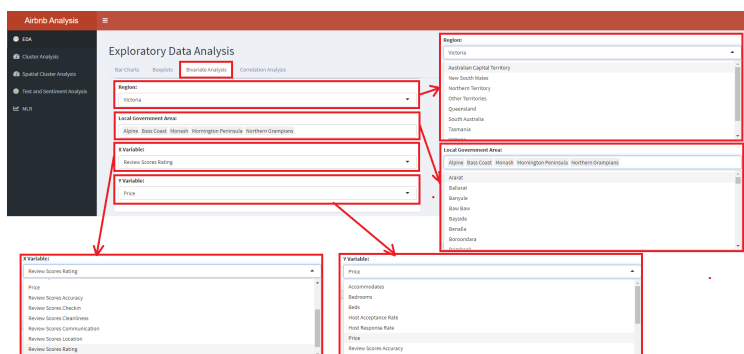 Airbnb Analysis
EDA
Cluster Analysis
Spatial Cluster Analysis
Text and Sentiment Analysis
MLR
Exploratory Data Analysis
Bar Charts Boxplots Bivariate Analysis Correlation Analysis
Region:
Victoria
Local Government Area:
Alpine Bass Coast Monash Mornington Peninsula Northern Grampians
X Variable:
Review Scores Rating
Y Variable:
Price
Region:
Victoria
Australian Capital Territory
New South Wales
Northern Territory
Other Territories
Queensland
South Australia
Tasmania
Local Government Area:
Alpine Bass Coast Monash Mornington Peninsula Northern Grampians
Ararat
Ballarat
Banyule
Baw Baw
Bayside
Benalla
Boroondara
X Variable:
Review Scores Rating
Price
Review Scores Accuracy
Review Scores Checkin
Review Scores Cleanliness
Review Scores Communication
Review Scores Location
Review Scores Rating
Y Variable:
Price
Accommodates
Bedrooms
Beds
Host Acceptance Rate
Host Response Rate
Price
Review Scores Accuracy